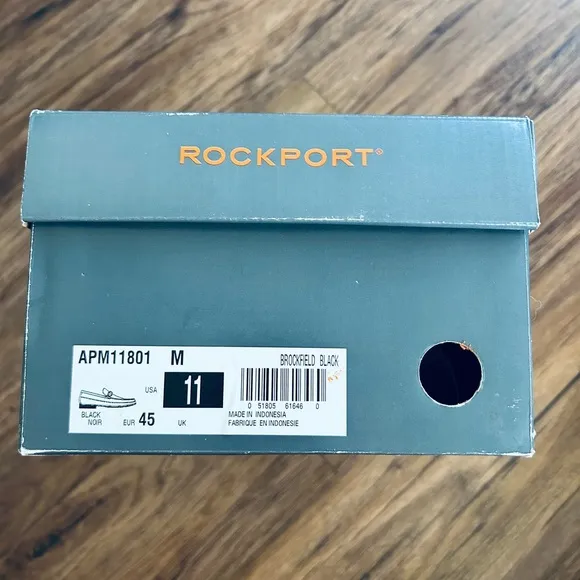 ROCKPORT®
APM11801 M BROCKFIELD BLACK
USA 11
BLACK
NOIR EUR 45 UK
0 51805 61646 0
MADE IN INDONESIA
FABRIQUE EN INDONESIE